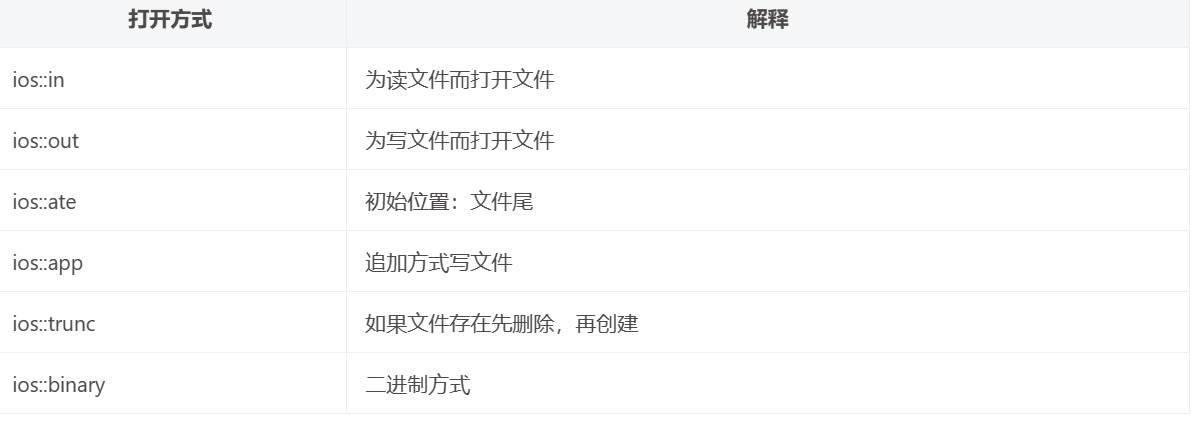 打开方式 解释
ios::in 为读文件而打开文件
ios::out 为写文件而打开文件
ios::ate 初始位置：文件尾
ios::app 追加方式写文件
ios::trunc 如果文件存在先删除，再创建
ios::binary 二进制方式